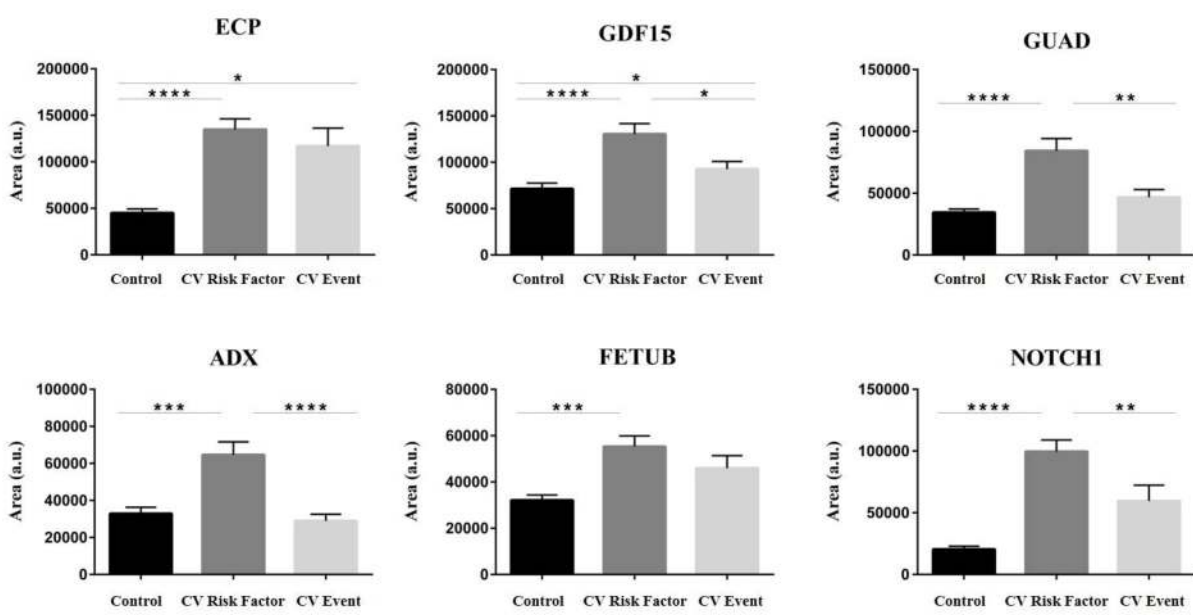 ECP
Area (a.u.)
200000
150000
100000
50000
0
*
****
Control CV Risk Factor CV Event
GDF15
Area (a.u.)
200000
150000
100000
50000
0
*
**** *
Control CV Risk Factor CV Event
GUAD
Area (a.u.)
150000
100000
50000
0
**** **
Control CV Risk Factor CV Event
ADX
Area (a.u.)
100000
80000
60000
40000
20000
0
*** ****
Control CV Risk Factor CV Event
FETUB
Area (a.u.)
80000
60000
40000
20000
0
***
Control CV Risk Factor CV Event
NOTCH1
Area (a.u.)
150000
100000
50000
0
**** **
Control CV Risk Factor CV Event